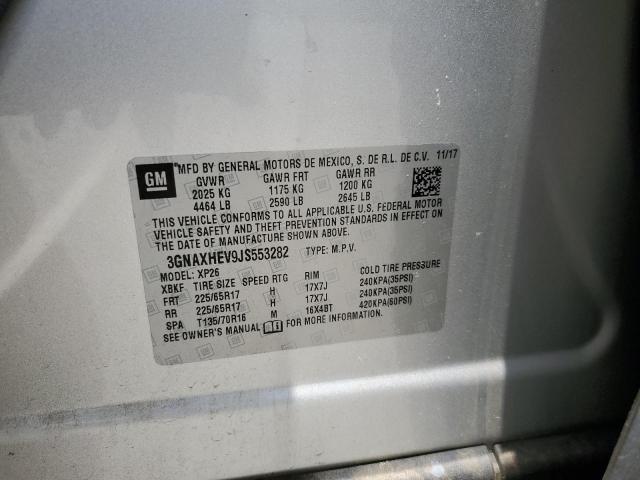 GM
MFD BY GENERAL MOTORS DE MEXICO, S. DE R.L. DE C.V. 11/17
GVWR GAWR FRT GAWR RR
2025 KG 1175 KG 1200 KG
4464 LB 2590 LB 2645 LB
THIS VEHICLE CONFORMS TO ALL APPLICABLE U.S. FEDERAL MOTOR
VEHICLE SAFETY AND THEFT PREVENTION STANDARDS IN EFFECT ON
THE DATE OF MANUFACTURE SHOWN ABOVE.
3GNAXHEV9JS553282 TYPE: M.P.V.
MODEL: XP26
XBKF TIRE SIZE SPEED RTG RIM COLD TIRE PRESSURE
FRT 225/65R17 H 17X7J 240KPA(35PSI)
RR 225/65R17 H 17X7J 240KPA(35PSI)
SPA T135/70R16 M 16X4BT 420KPA(60PSI)
SEE OWNER'S MANUAL FOR MORE INFORMATION.